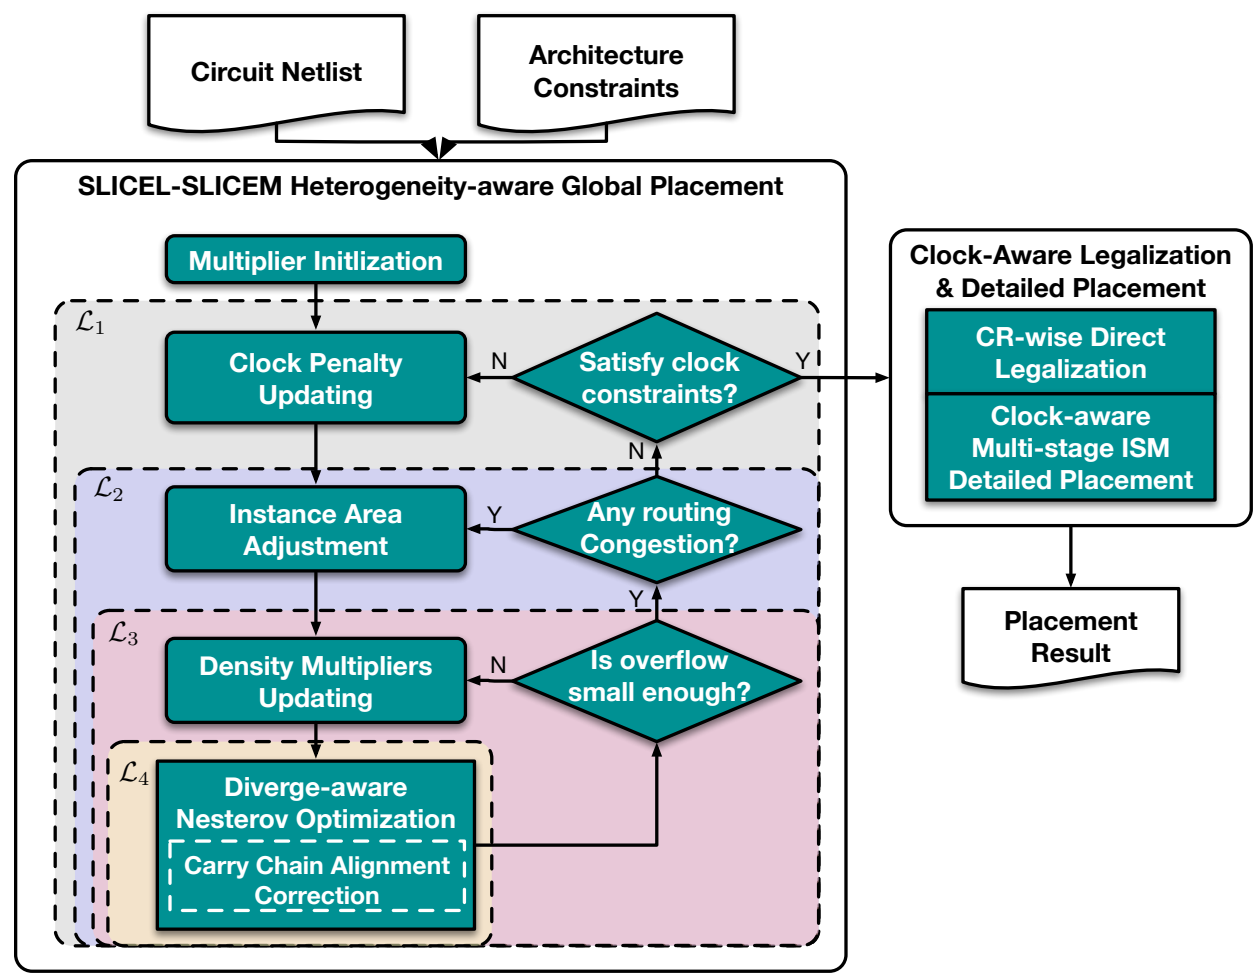 Circuit Netlist
Architecture
Constraints
SLICEL-SLICEM Heterogeneity-aware Global Placement
Multiplier Initlization
ℒ₁
Clock Penalty
Updating
N
Satisfy clock
constraints?
Y
N
ℒ₂
Instance Area
Adjustment
Y
Any routing
Congestion?
Y
ℒ₃
Density Multipliers
Updating
N
Is overflow
small enough?
ℒ₄
Diverge-aware
Nesterov Optimization
Carry Chain Alignment
Correction
Clock-Aware Legalization
& Detailed Placement
CR-wise Direct
Legalization
Clock-aware
Multi-stage ISM
Detailed Placement
Placement
Result